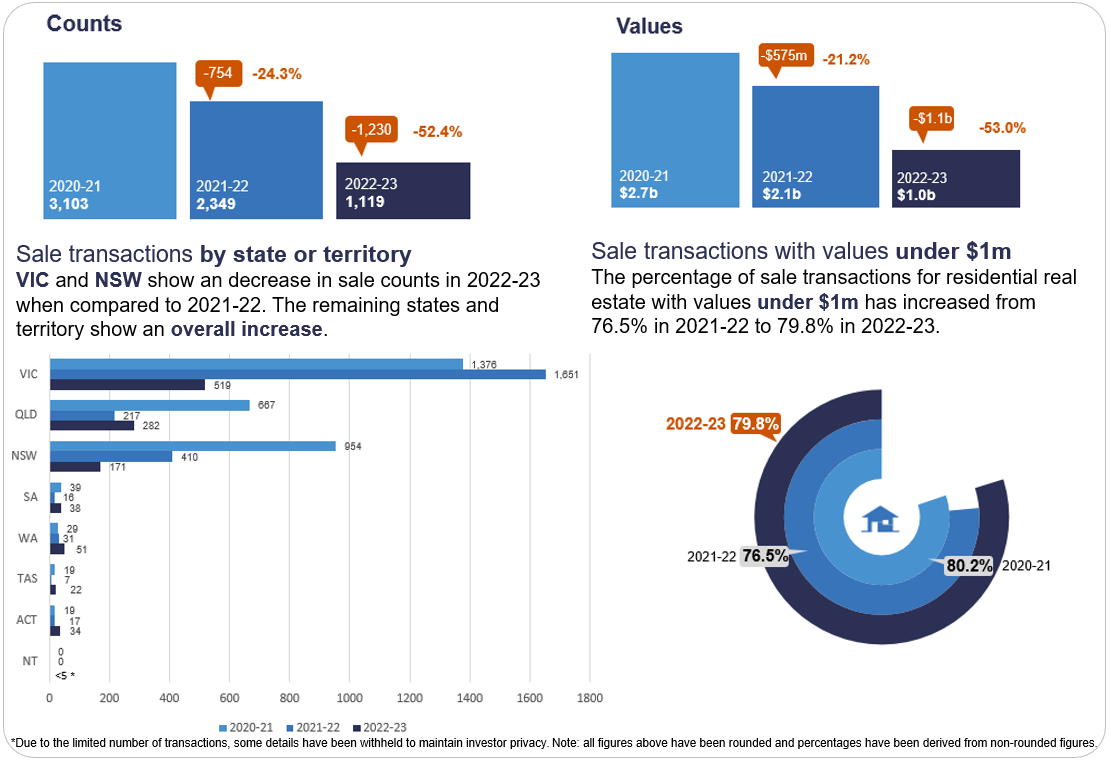 Counts
-754
-24.3%
-1,230
-52.4%
2020-21
3,103
2021-22
2,349
2022-23
1,119
Values
-$575m
-21.2%
-$1.1b
-53.0%
2020-21
$2.7b
2021-22
$2.1b
2022-23
$1.0b
Sale transactions by state or territory
VIC and NSW show an decrease in sale counts in 2022-23
when compared to 2021-22. The remaining states and
territory show an overall increase.
Sale transactions with values under $1m
The percentage of sale transactions for residential real
estate with values under $1m has increased from
76.5% in 2021-22 to 79.8% in 2022-23.
VIC
1,376
1,651
519
QLD
667
217
282
NSW
954
410
171
SA
39
16
38
WA
29
31
51
TAS
19
7
22
ACT
19
17
34
NT
0
0
<5 *
0 200 400 600 800 1000 1200 1400 1600 1800
2020-21 2021-22 2022-23
2022-23 79.8%
2021-22 76.5%
80.2% 2020-21
*Due to the limited number of transactions, some details have been withheld to maintain investor privacy. Note: all figures above have been rounded and percentages have been derived from non-rounded figures.